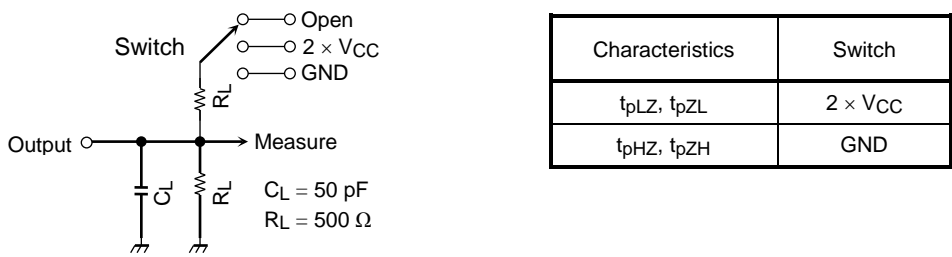 Switch
Open
2 × VCC
GND
RL
Output
Measure
CL
RL
CL = 50 pF
RL = 500 Ω
Characteristics Switch
tpLZ, tpZL 2 × VCC
tpHZ, tpZH GND